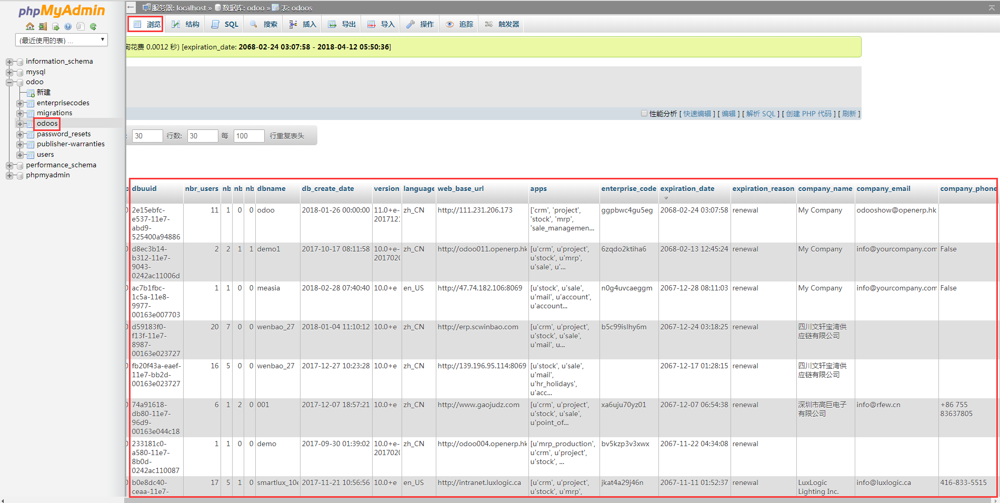 phpMyAdmin
(最近使用的表) ...
information_schema
mysql
odoo
新建
enterprisecodes
migrations
odoos
password_resets
publisher-warranties
users
performance_schema
phpmyadmin
服务器: localhost » 数据库: odoo » 表: odoos
浏览 结构 SQL 搜索 插入 导出 导入 操作 追踪 触发器
花费 0.0012 秒) [expiration_date: 2068-02-24 03:07:58 - 2018-04-12 05:50:36]
性能分析 [ 快速编辑 ] [ 编辑 ] [ 解析 SQL ] [ 创建 PHP 代码 ] [ 刷新 ]
: 30 行数: 30 每 100 行重复表头
dbuuid nbr_users nb nb nb dbname db_create_date version language web_base_url apps enterprise_code expiration_date expiration_reason company_name company_email company_phone
2e15ebfc- 11 1 0 0 odoo 2018-01-26 00:00:00 11.0+e- zh_CN http://111.231.206.173 ['crm', 'project', ggpbwc4gu5eg 2068-02-24 03:07:58 renewal My Company odooshow@openerp.hk
e537-11e7- 201712 'stock', 'mrp',
abd9- 'sale_managemen...
525400a94886
d8ec3b14- 2 2 1 1 demo1 2017-10-17 08:11:58 10.0+e- zh_CN http://odoo011.openerp.hk [u'crm', u'project', 6zqdo2ktiha6 2068-02-13 12:45:24 renewal My Company info@yourcompany.com False
b312-11e7- 201702 u'stock', u'mrp',
9043- u'sale', u'...
0242ac11006d
ac7b1fbc- 1 1 0 0 measia 2018-02-28 07:40:40 10.0+e en_US http://47.74.182.106:8069 [u'stock', u'sale', n0g4uvcaeggm 2067-12-28 08:11:03 renewal My Company info@yourcompany.com False
1c5a-11e8- u'mail', u'account',
9977- u'account...
00163e007703
d59183f0- 20 7 0 0 wenbao_27 2018-01-04 11:10:12 10.0+e zh_CN http://erp.scwinbao.com [u'crm', u'project', b5c99islhy6m 2067-12-24 03:18:25 renewal 四川文轩宝湾供
f13f-11e7- u'stock', u'sale', 应链有限公司
8987- u'mail', u...
00163e023727
fb20f43a-eaef- 16 5 0 0 wenbao_27 2017-12-27 10:23:28 10.0+e zh_CN http://139.196.95.114:8069 [u'stock', u'sale', 2067-12-17 01:28:15 renewal 四川文轩宝湾供
11e7-bb2d- u'mail', 应链有限公司
00163e023727 u'hr_holidays',
u'acc...
74a91618- 6 1 2 0 001 2017-12-07 18:57:21 10.0+e zh_CN http://www.gaojudz.com [u'crm', u'project', xa6uju70yz01 2067-12-07 06:54:38 renewal 深圳市高巨电子 info@rfew.cn +86 755
db80-11e7- u'stock', u'sale', 有限公司 83637805
96d9- u'point_of...
00163e044c18
233181c0- 1 1 0 0 demo 2017-09-30 01:39:02 10.0+e- zh_CN http://odoo004.openerp.hk [u'mrp_production', bv5kzp3v3xwx 2067-11-22 04:34:08 renewal
a580-11e7- 201702 u'crm', u'project',
8b0d- u'stock', ...
0242ac110087
b0e8dc40- 17 5 1 0 smartlux_10e 2017-11-21 10:56:56 10.0+e en_US http://intranet.luxlogic.ca [u'crm', u'project', jkat4a29j46n 2067-11-11 01:52:37 renewal LuxLogic info@luxlogic.ca 416-833-5515
ceaa-11e7- u'stock', u'mrp', Lighting Inc.